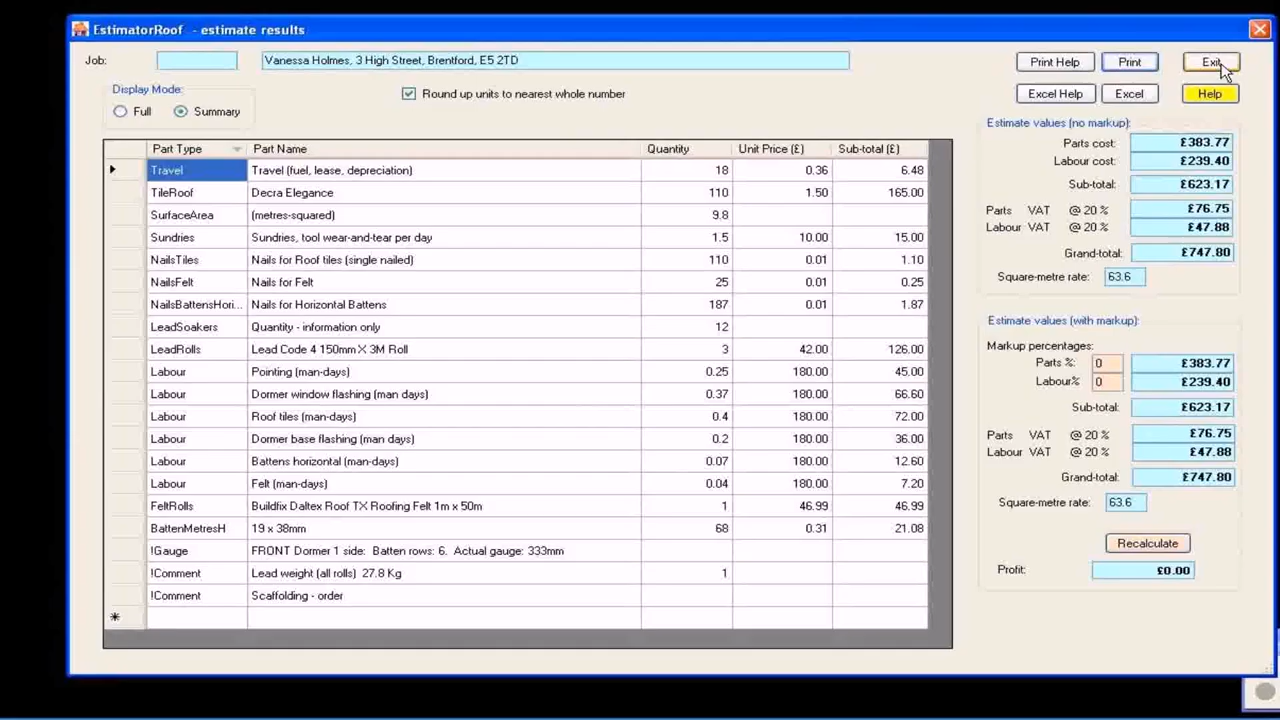 EstimatorRoof - estimate results
Job: Vanessa Holmes, 3 High Street, Brentford, E5 2TD
Print Help Print Exit
Display Mode:
Full Summary
Round up units to nearest whole number
Excel Help Excel Help
Part Type Part Name Quantity Unit Price (£) Sub-total (£)
Travel Travel (fuel, lease, depreciation) 18 0.36 6.48
TileRoof Decra Elegance 110 1.50 165.00
SurfaceArea (metres-squared) 9.8
Sundries Sundries, tool wear-and-tear per day 1.5 10.00 15.00
NailsTiles Nails for Roof tiles (single nailed) 110 0.01 1.10
NailsFelt Nails for Felt 25 0.01 0.25
NailsBattensHori... Nails for Horizontal Battens 187 0.01 1.87
LeadSoakers Quantity - information only 12
LeadRolls Lead Code 4 150mm X 3M Roll 3 42.00 126.00
Labour Pointing (man-days) 0.25 180.00 45.00
Labour Dormer window flashing (man days) 0.37 180.00 66.60
Labour Roof tiles (man-days) 0.4 180.00 72.00
Labour Dormer base flashing (man days) 0.2 180.00 36.00
Labour Battens horizontal (man-days) 0.07 180.00 12.60
Labour Felt (man-days) 0.04 180.00 7.20
FeltRolls Buildfix Daltex Roof TX Roofing Felt 1m x 50m 1 46.99 46.99
BattenMetresH 19 x 38mm 68 0.31 21.08
!Gauge FRONT Dormer 1 side: Batten rows: 6. Actual gauge: 333mm
!Comment Lead weight (all rolls) 27.8 Kg 1
!Comment Scaffolding - order
Estimate values (no markup):
Parts cost: £383.77
Labour cost: £239.40
Sub-total: £623.17
Parts VAT @ 20 % £76.75
Labour VAT @ 20 % £47.88
Grand-total: £747.80
Square-metre rate: 63.6
Estimate values (with markup):
Markup percentages:
Parts %: 0 £383.77
Labour% 0 £239.40
Sub-total: £623.17
Parts VAT @ 20 % £76.75
Labour VAT @ 20 % £47.88
Grand-total: £747.80
Square-metre rate: 63.6
Recalculate
Profit: £0.00